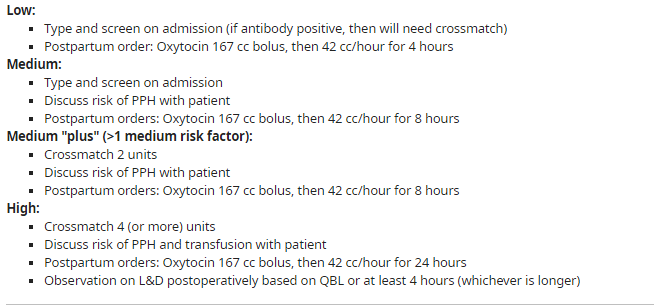 Low:
▪ Type and screen on admission (if antibody positive, then will need crossmatch)
▪ Postpartum order: Oxytocin 167 cc bolus, then 42 cc/hour for 4 hours
Medium:
▪ Type and screen on admission
▪ Discuss risk of PPH with patient
▪ Postpartum orders: Oxytocin 167 cc bolus, then 42 cc/hour for 8 hours
Medium "plus" (>1 medium risk factor):
▪ Crossmatch 2 units
▪ Discuss risk of PPH with patient
▪ Postpartum orders: Oxytocin 167 cc bolus, then 42 cc/hour for 8 hours
High:
▪ Crossmatch 4 (or more) units
▪ Discuss risk of PPH and transfusion with patient
▪ Postpartum orders: Oxytocin 167 cc bolus, then 42 cc/hour for 24 hours
▪ Observation on L&D postoperatively based on QBL or at least 4 hours (whichever is longer)